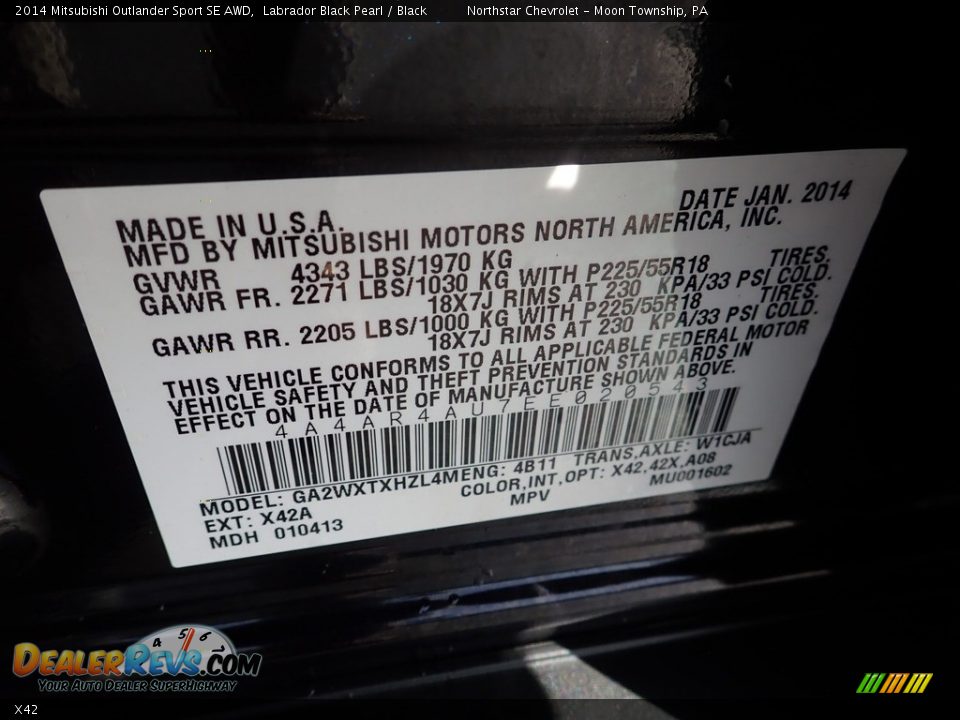 2014 Mitsubishi Outlander Sport SE AWD, Labrador Black Pearl / Black Northstar Chevrolet - Moon Township, PA
DATE JAN. 2014
MADE IN U.S.A.
MFD BY MITSUBISHI MOTORS NORTH AMERICA, INC.
GVWR 4343 LBS/1970 KG
GAWR FR. 2271 LBS/1030 KG WITH P225/55R18 TIRES.
18X7J RIMS AT 230 KPA/33 PSI COLD.
GAWR RR. 2205 LBS/1000 KG WITH P225/55R18 TIRES.
18X7J RIMS AT 230 KPA/33 PSI COLD.
THIS VEHICLE CONFORMS TO ALL APPLICABLE FEDERAL MOTOR
VEHICLE SAFETY AND THEFT PREVENTION STANDARDS IN
EFFECT ON THE DATE OF MANUFACTURE SHOWN ABOVE.
4A4AR4AU7EE020543
MODEL: GA2WXTXHZL4MENG: 4B11 TRANS,AXLE: W1CJA
EXT: X42A COLOR,INT,OPT: X42,42X,A08
MDH 010413 MPV MU001602
4 5 6
DEALERREVS.COM
YOUR AUTO DEALER SUPERHIGHWAY
X42